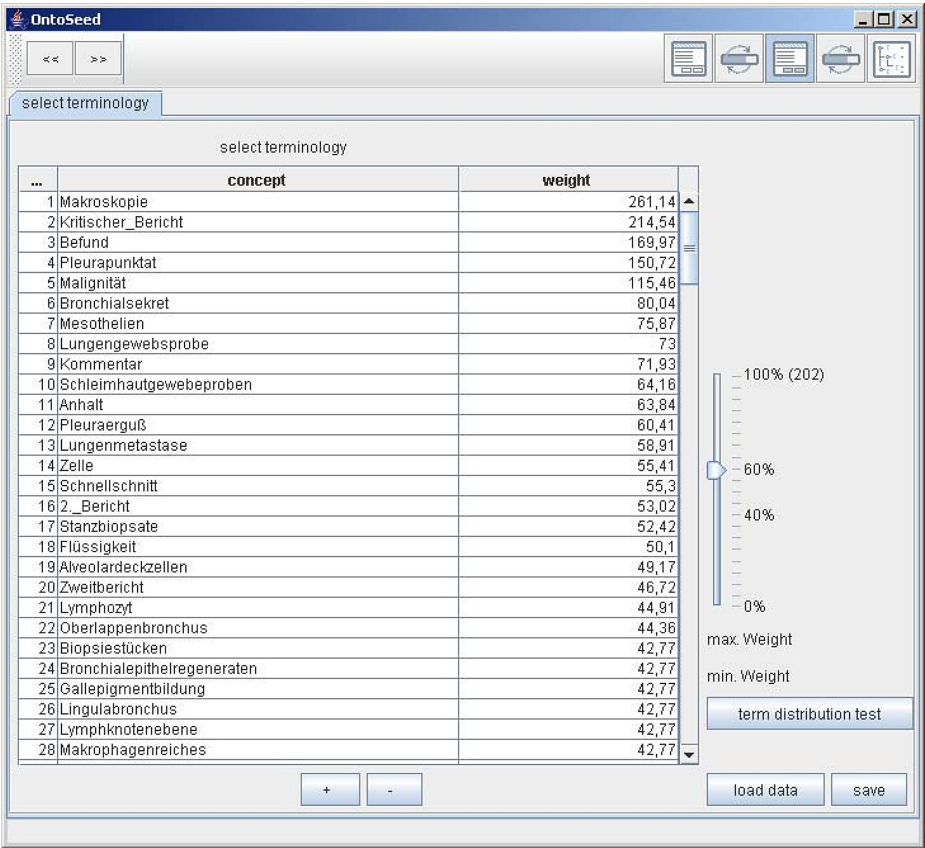 OntoSeed
<< >>
select terminology
select terminology
... concept weight
1 Makroskopie 261,14
2 Kritischer_Bericht 214,54
3 Befund 169,97
4 Pleurapunktat 150,72
5 Malignität 115,46
6 Bronchialsekret 80,04
7 Mesothelien 75,87
8 Lungengewebsprobe 73
9 Kommentar 71,93
10 Schleimhautgewebeproben 64,16
11 Anhalt 63,84
12 Pleuraerguß 60,41
13 Lungenmetastase 58,91
14 Zelle 55,41
15 Schnellschnitt 55,3
16 2._Bericht 53,02
17 Stanzbiopsate 52,42
18 Flüssigkeit 50,1
19 Alveolardeckzellen 49,17
20 Zweitbericht 46,72
21 Lymphozyt 44,91
22 Oberlappenbronchus 44,36
23 Biopsiestücken 42,77
24 Bronchialepithelregeneraten 42,77
25 Gallepigmentbildung 42,77
26 Lingulabronchus 42,77
27 Lymphknotenebene 42,77
28 Makrophagenreiches 42,77
100% (202)
60%
40%
0%
max. Weight
min. Weight
term distribution test
+ - load data save